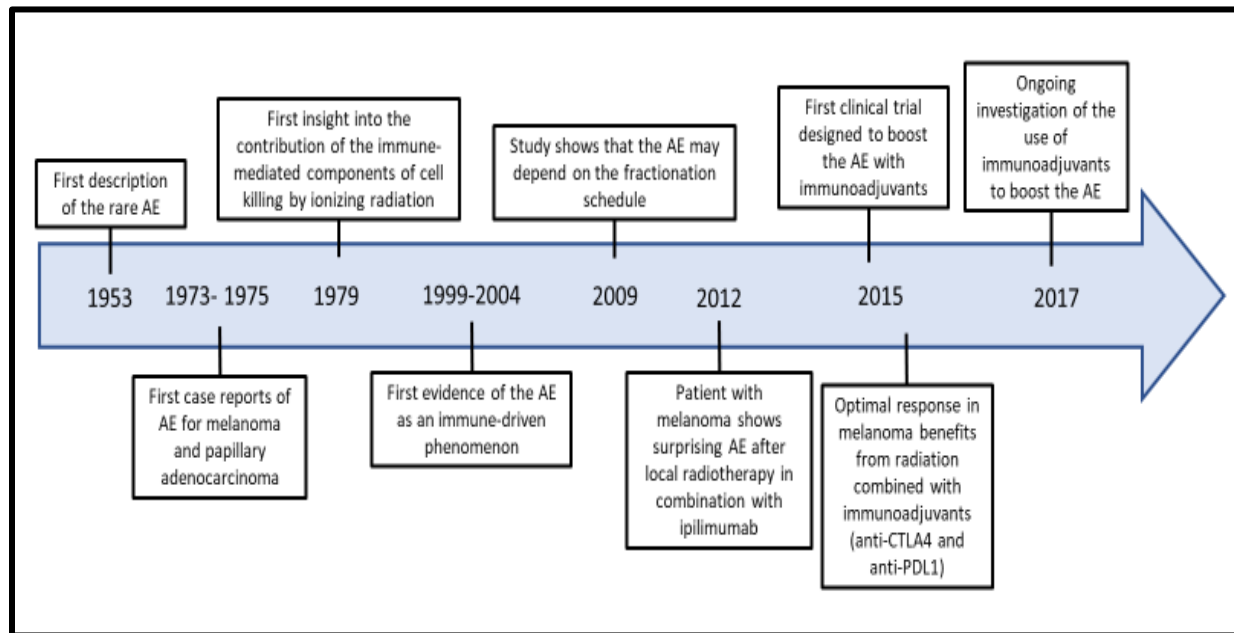 First description
of the rare AE
First insight into the
contribution of the immune-
mediated components of cell
killing by ionizing radiation
Study shows that the AE may
depend on the fractionation
schedule
First clinical trial
designed to boost
the AE with
immunoadjuvants
Ongoing
investigation of the
use of
immunoadjuvants
to boost the AE
1953
1973- 1975
1979
1999-2004
2009
2012
2015
2017
First case reports of
AE for melanoma
and papillary
adenocarcinoma
First evidence of the AE
as an immune-driven
phenomenon
Patient with
melanoma shows
surprising AE after
local radiotherapy in
combination with
ipilimumab
Optimal response in
melanoma benefits
from radiation
combined with
immunoadjuvants
(anti-CTLA4 and
anti-PDL1)